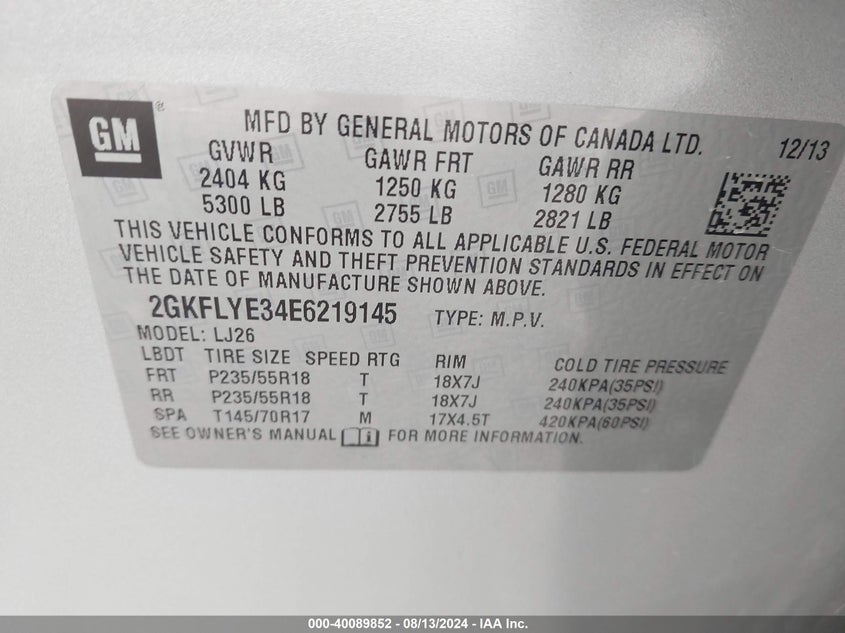 GM ®
MFD BY GENERAL MOTORS OF CANADA LTD. 12/13
GVWR GAWR FRT GAWR RR
2404 KG 1250 KG 1280 KG
5300 LB 2755 LB 2821 LB
THIS VEHICLE CONFORMS TO ALL APPLICABLE U.S. FEDERAL MOTOR
VEHICLE SAFETY AND THEFT PREVENTION STANDARDS IN EFFECT ON
THE DATE OF MANUFACTURE SHOWN ABOVE.
2GKFLYE34E6219145 TYPE: M.P.V.
MODEL: LJ26
LBDT TIRE SIZE SPEED RTG RIM COLD TIRE PRESSURE
FRT P235/55R18 T 18X7J 240KPA(35PSI)
RR P235/55R18 T 18X7J 240KPA(35PSI)
SPA T145/70R17 M 17X4.5T 420KPA(60PSI)
SEE OWNER'S MANUAL i FOR MORE INFORMATION.
000-40089852 - 08/13/2024 - IAA Inc.